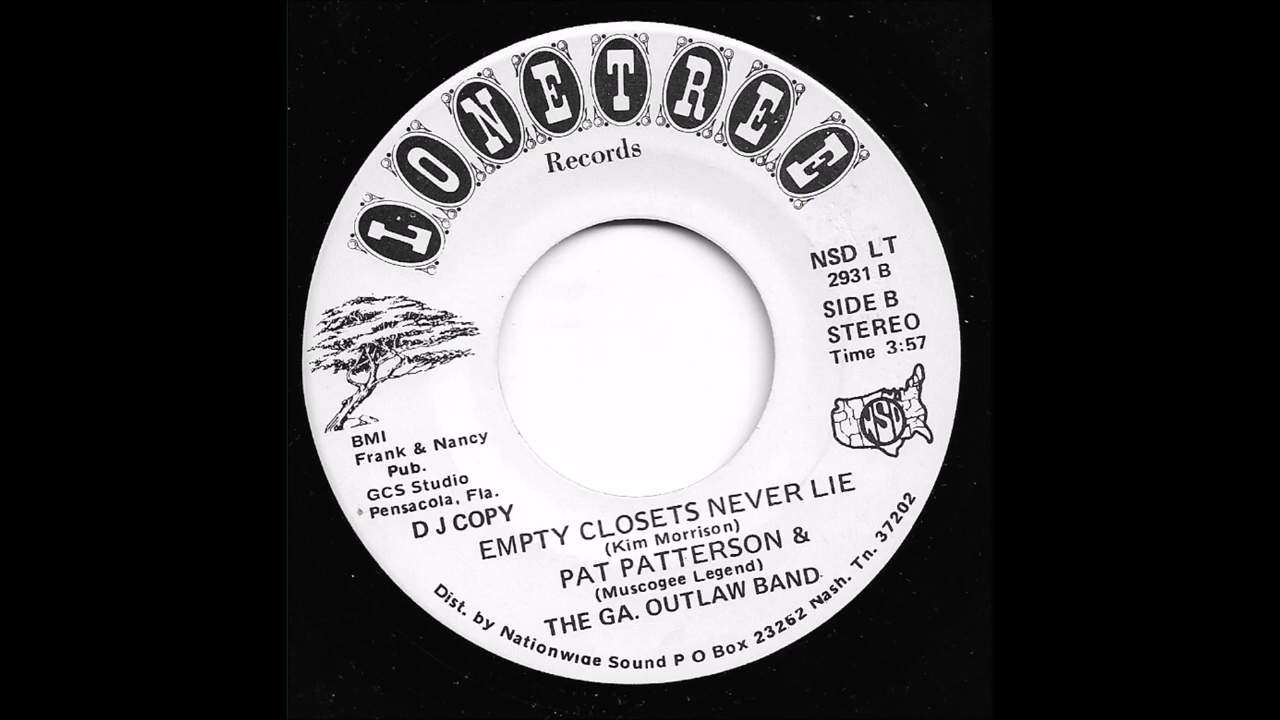 LONETREE
Records
NSD LT
2931 B
SIDE B
STEREO
Time 3:57
NSD
BMI
Frank & Nancy
Pub.
GCS Studio
Pensacola, Fla.
D J COPY
EMPTY CLOSETS NEVER LIE
(Kim Morrison)
PAT PATTERSON &
(Muscogee Legend)
THE GA. OUTLAW BAND
Dist. by Nationwide Sound P O Box 23262 Nash. Tn. 37202